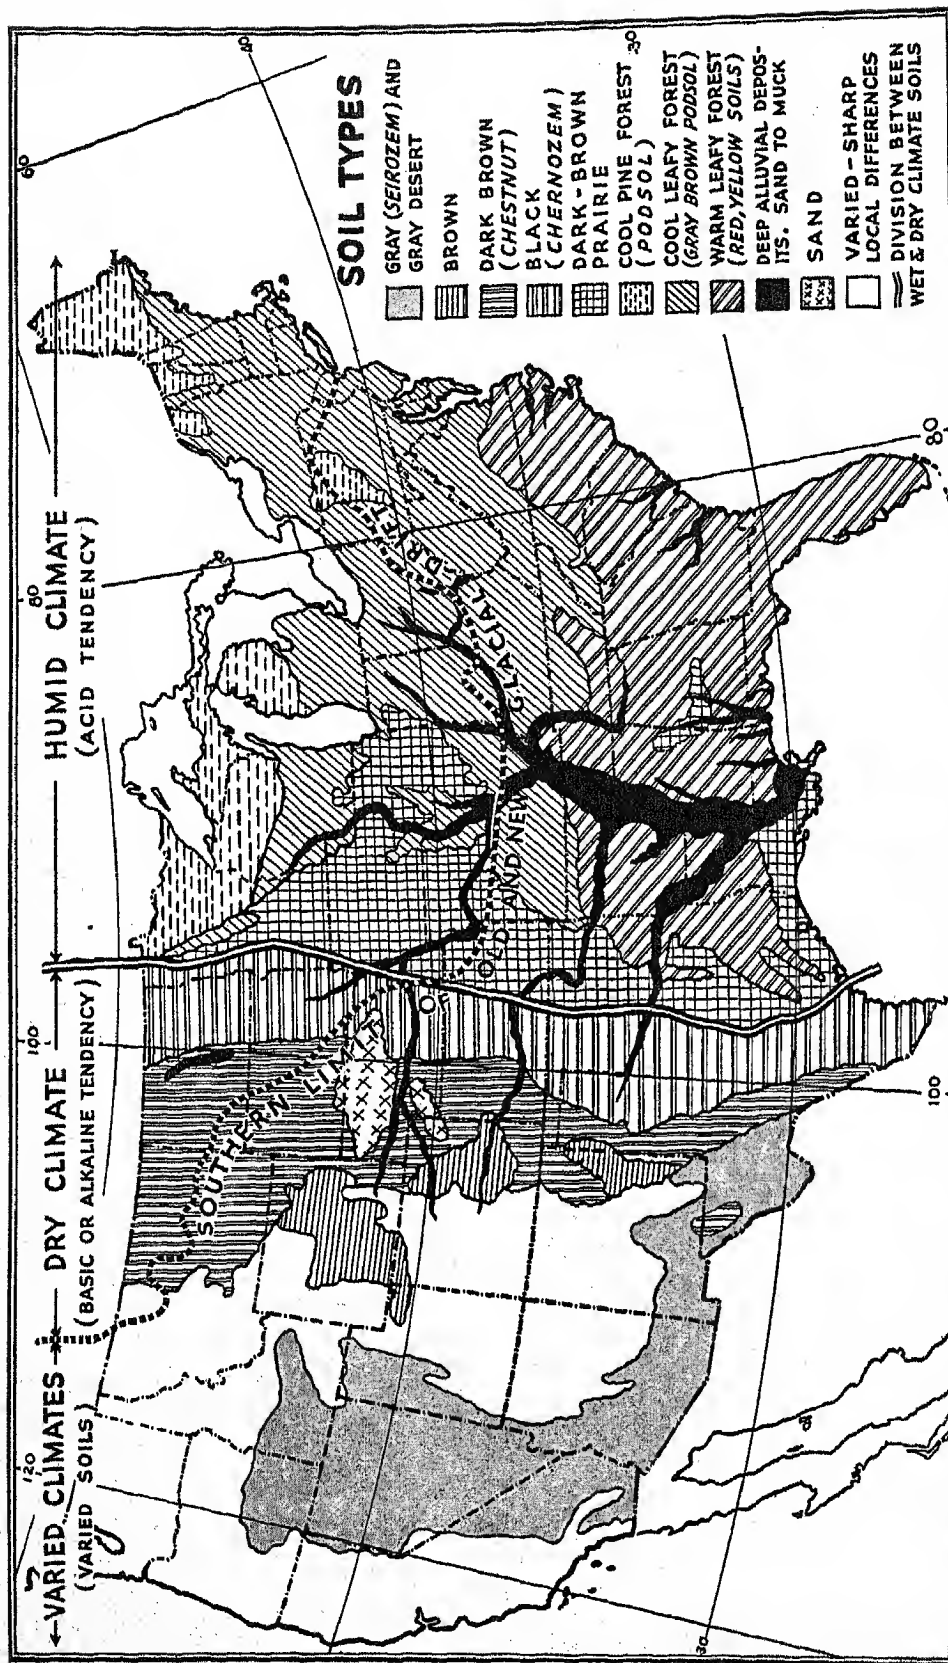 ←VARIED CLIMATES→
(VARIED SOILS)
DRY CLIMATE
(BASIC OR ALKALINE TENDENCY)
HUMID CLIMATE
(ACID TENDENCY)
120
100
80
60
40
30
30
100
80
SOUTHERN LIMIT
OF
OLD AND NEW
GLACIAL DRIFT
SOIL TYPES
GRAY (SEIROZEM) AND
GRAY DESERT
BROWN
DARK BROWN
(CHESTNUT)
BLACK
(CHERNOZEM)
DARK-BROWN
PRAIRIE
COOL PINE FOREST
(PODSOL)
COOL LEAFY FOREST
(GRAY BROWN PODSOL)
WARM LEAFY FOREST
(RED, YELLOW SOILS)
DEEP ALLUVIAL DEPOS-
ITS. SAND TO MUCK
SAND
VARIED-SHARP
LOCAL DIFFERENCES
DIVISION BETWEEN
WET & DRY CLIMATE SOILS